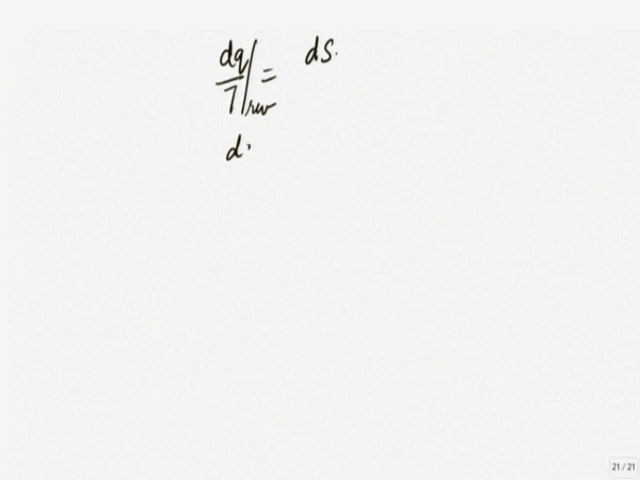 dq/T|rev = dS.
d.
21 / 21